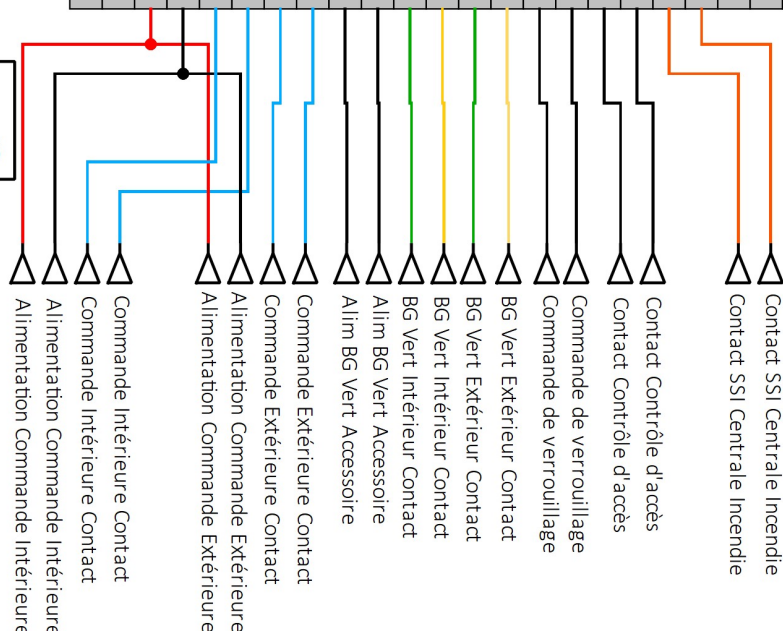 Alimentation Commande Intérieure
Alimentation Commande Intérieure
Commande Intérieure Contact
Commande Intérieure Contact
Alimentation Commande Extérieure
Alimentation Commande Extérieure
Commande Extérieure Contact
Commande Extérieure Contact
Alim BG Vert Accessoire
Alim BG Vert Accessoire
BG Vert Intérieur Contact
BG Vert Intérieur Contact
BG Vert Extérieur Contact
BG Vert Extérieur Contact
Commande de verrouillage
Commande de verrouillage
Contact Contrôle d'accès
Contact Contrôle d'accès
Contact SSI Centrale Incendie
Contact SSI Centrale Incendie